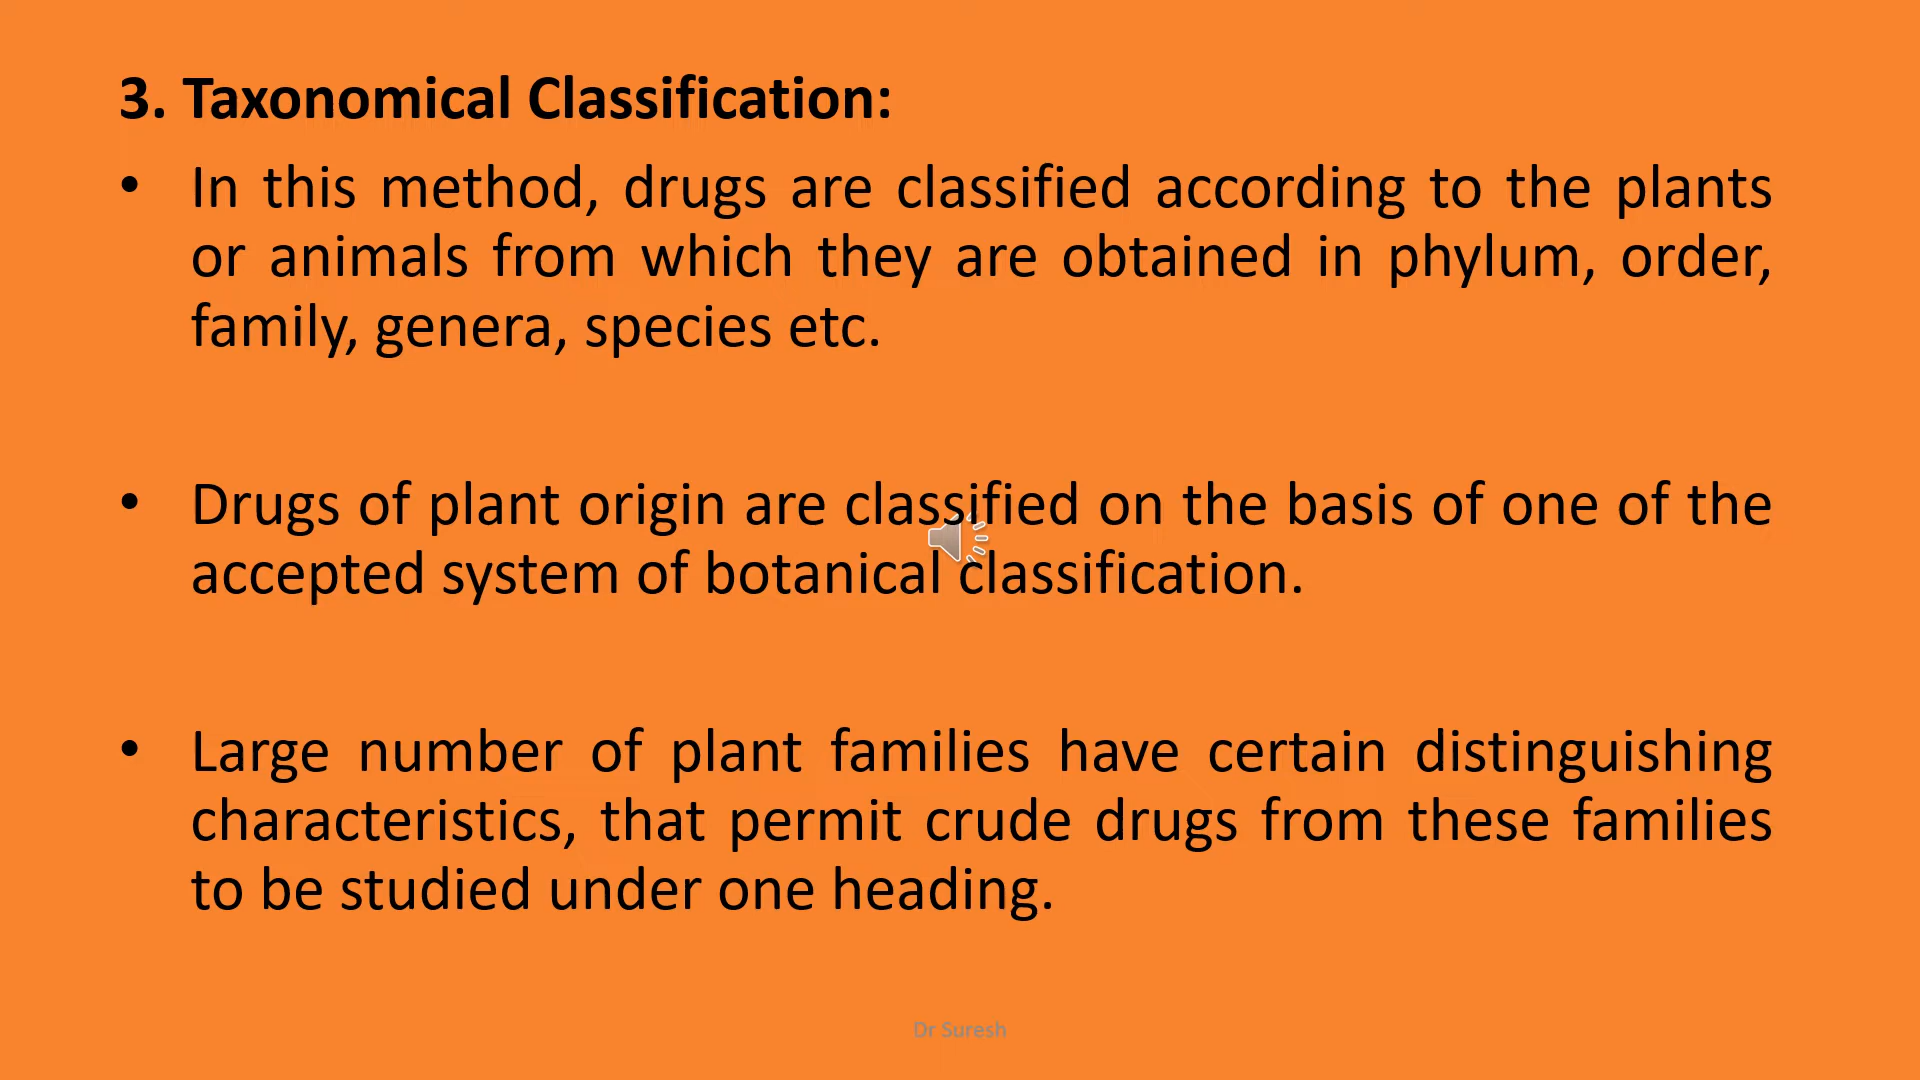 3. Taxonomical Classification:
• In this method, drugs are classified according to the plants
or animals from which they are obtained in phylum, order,
family, genera, species etc.
• Drugs of plant origin are classified on the basis of one of the
accepted system of botanical classification.
• Large number of plant families have certain distinguishing
characteristics, that permit crude drugs from these families
to be studied under one heading.
Dr Suresh